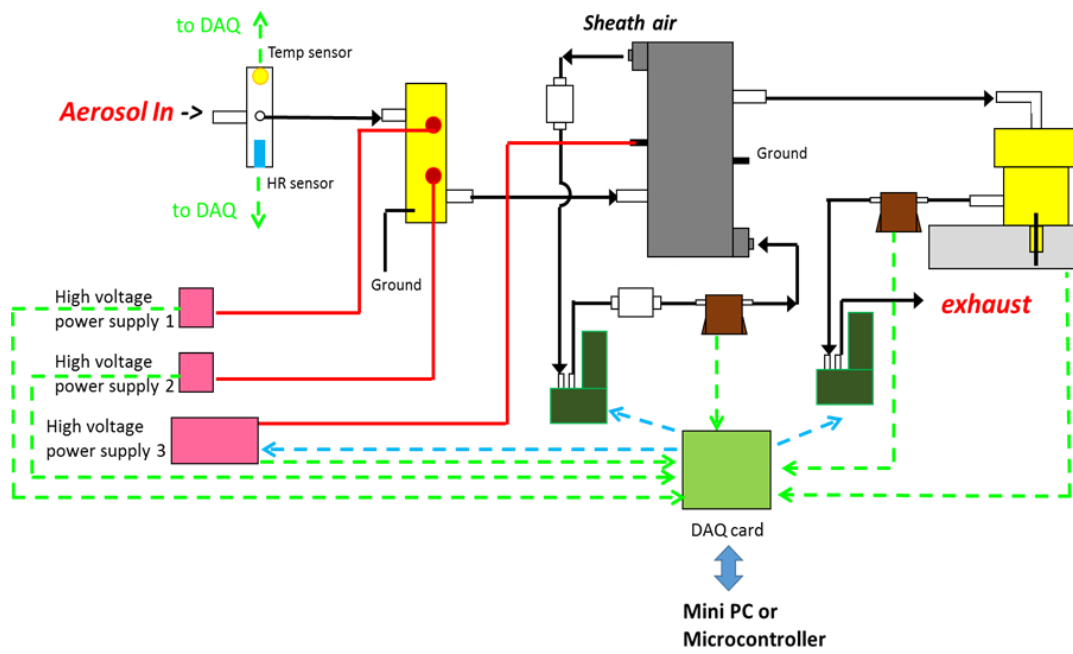 to DAQ
Sheath air
Temp sensor
Aerosol In ->
Ground
HR sensor
to DAQ
Ground
High voltage
power supply 1
exhaust
High voltage
power supply 2
High voltage
power supply 3
DAQ card
Mini PC or
Microcontroller